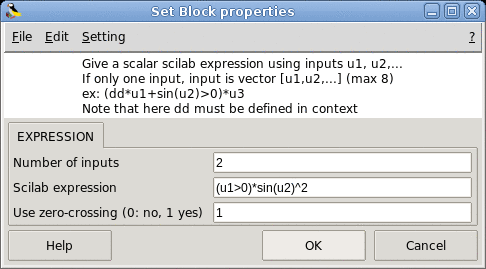 Set Block properties
File Edit Setting ?
Give a scalar scilab expression using inputs u1, u2,...
If only one input, input is vector [u1,u2,...] (max 8)
ex: (dd*u1+sin(u2)>0)*u3
Note that here dd must be defined in context
EXPRESSION
Number of inputs 2
Scilab expression (u1>0)*sin(u2)^2
Use zero-crossing (0: no, 1 yes) 1
Help OK Cancel